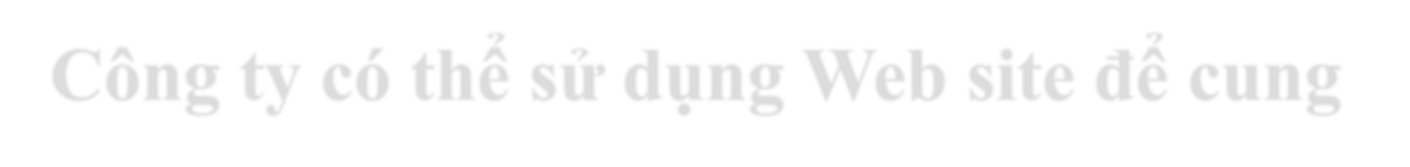 Công ty có thể sử dụng Web site để cung